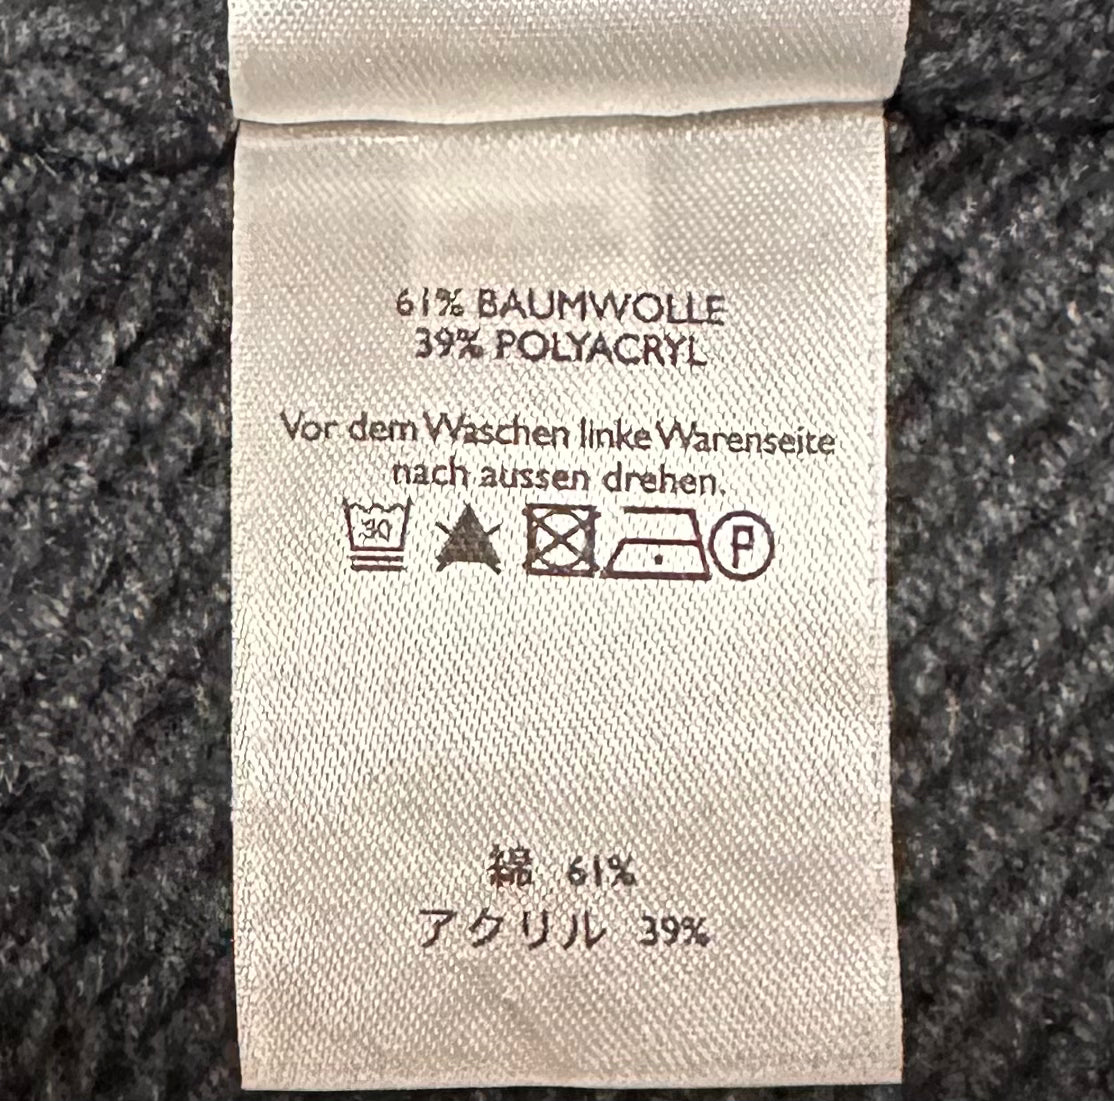 61% BAUMWOLLE
39% POLYACRYL
Vor dem Waschen linke Warenseite
nach aussen drehen.
30
P
綿 61%
アクリル 39%